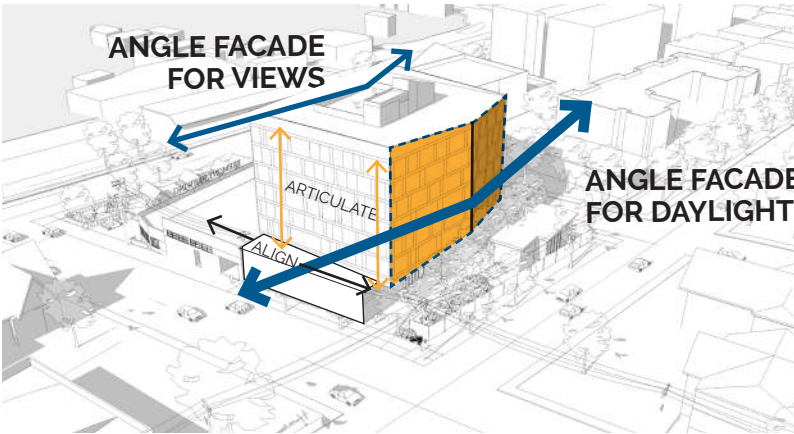 ANGLE FACADE
FOR VIEWS
ARTICULATE
ANGLE FACADE
FOR DAYLIGHT
ALIGN